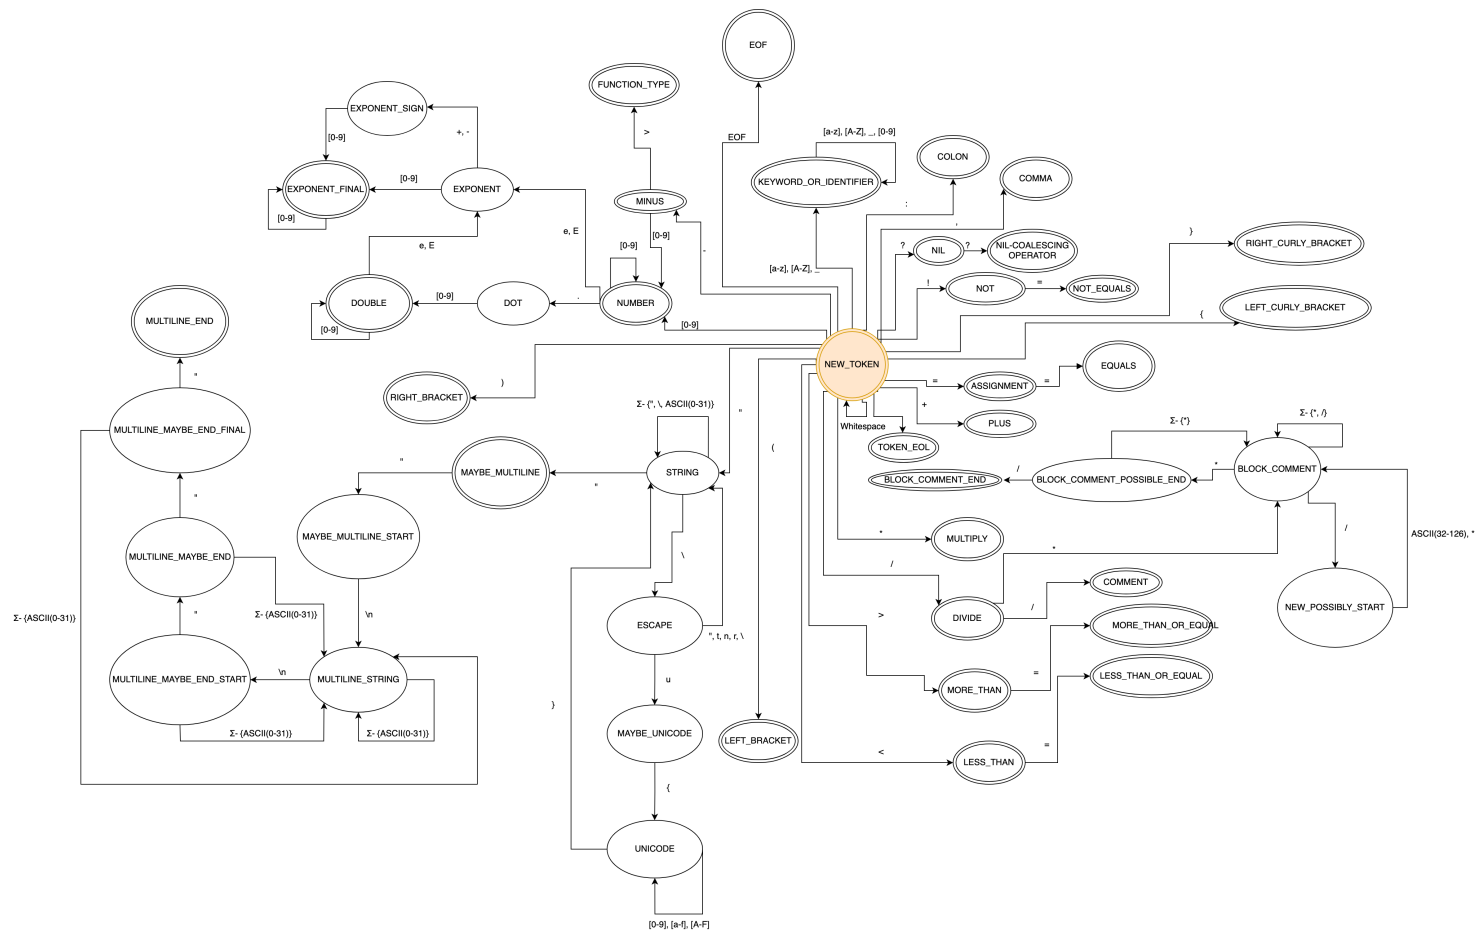 EOF
FUNCTION_TYPE
EXPONENT_SIGN
+, -
>
EOF
[a-z], [A-Z], _, [0-9]
[0-9]
COLON
COMMA
KEYWORD_OR_IDENTIFIER
EXPONENT_FINAL
[0-9]
EXPONENT
MINUS
:
[0-9]
,
e, E
[0-9]
}
RIGHT_CURLY_BRACKET
e, E
[0-9]
-
?
NIL
?
NIL-COALESCING
OPERATOR
[a-z], [A-Z], _
!
NOT
=
NOT_EQUALS
DOUBLE
[0-9]
DOT
.
NUMBER
LEFT_CURLY_BRACKET
{
MULTILINE_END
[0-9]
[0-9]
NEW_TOKEN
EQUALS
"
)
=
ASSIGNMENT
=
RIGHT_BRACKET
Σ- {", \, ASCII(0-31)}
"
+
PLUS
Σ- {*}
Σ- {*, /}
Whitespace
MULTILINE_MAYBE_END_FINAL
TOKEN_EOL
(
"
MAYBE_MULTILINE
STRING
"
BLOCK_COMMENT_END
/
BLOCK_COMMENT_POSSIBLE_END
*
BLOCK_COMMENT
"
MAYBE_MULTILINE_START
*
MULTIPLY
*
/
ASCII(32-126), *
MULTILINE_MAYBE_END
\
/
COMMENT
/
NEW_POSSIBLY_START
Σ- {ASCII(0-31)}
"
Σ- {ASCII(0-31)}
\n
ESCAPE
", t, n, r, \
>
DIVIDE
MORE_THAN_OR_EQUAL
MULTILINE_MAYBE_END_START
\n
MULTILINE_STRING
u
MORE_THAN
=
LESS_THAN_OR_EQUAL
Σ- {ASCII(0-31)}
Σ- {ASCII(0-31)}
}
MAYBE_UNICODE
LEFT_BRACKET
<
LESS_THAN
=
{
UNICODE
[0-9], [a-f], [A-F]